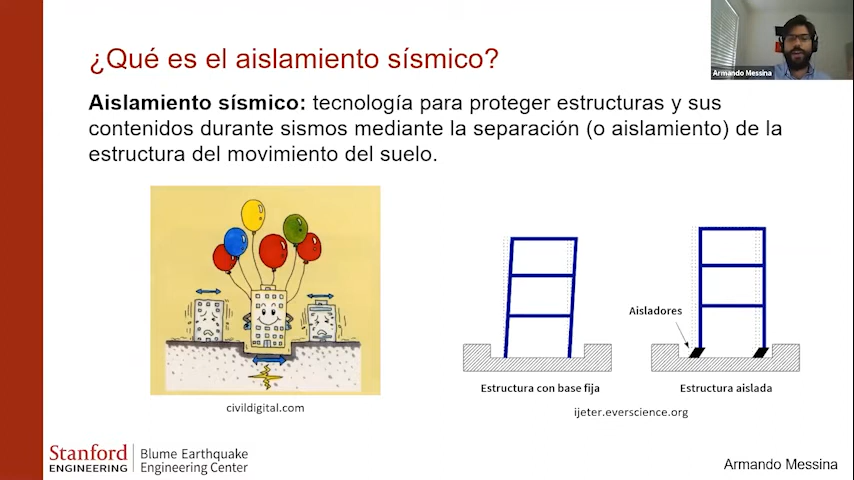 ¿Qué es el aislamiento sísmico?
Armando Messina
Aislamiento sísmico: tecnología para proteger estructuras y sus
contenidos durante sismos mediante la separación (o aislamiento) de la
estructura del movimiento del suelo.
Aisladores
Estructura con base fija
Estructura aislada
civildigital.com
ijeter.everscience.org
Stanford
ENGINEERING
Blume Earthquake
Engineering Center
Armando Messina